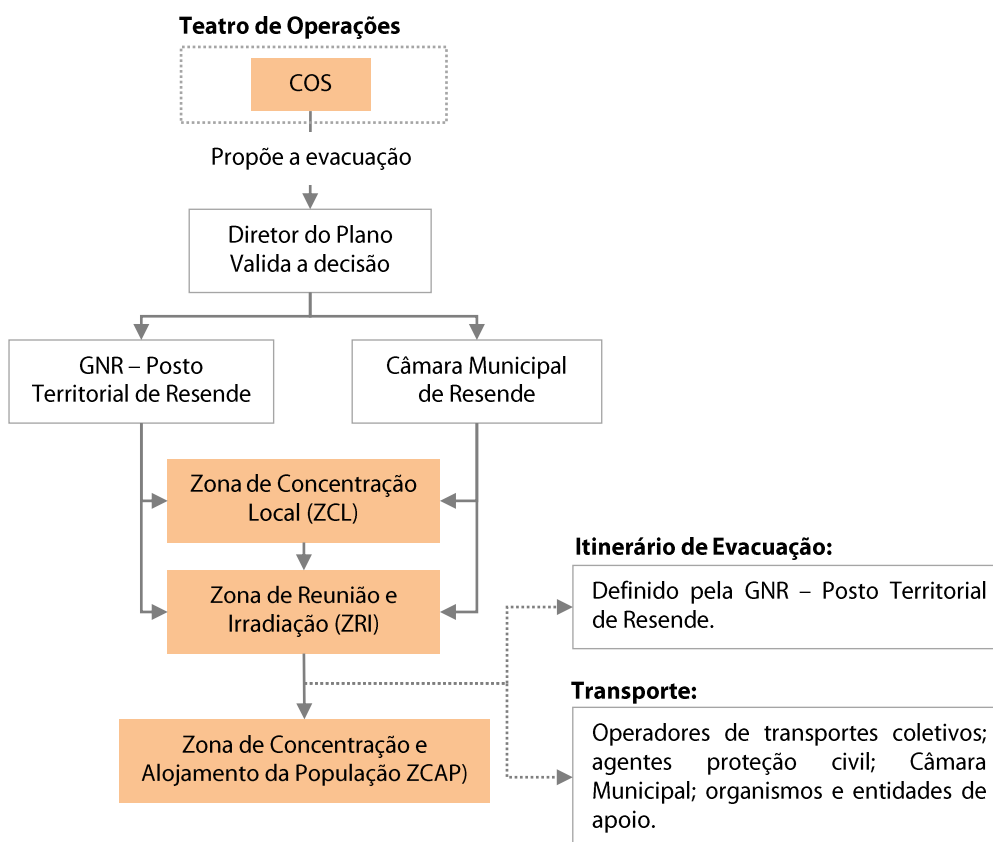 Teatro de Operações
COS
Propõe a evacuação
Diretor do Plano
Valida a decisão
GNR – Posto
Territorial de Resende
Câmara Municipal
de Resende
Zona de Concentração
Local (ZCL)
Zona de Reunião e
Irradiação (ZRI)
Zona de Concentração e
Alojamento da População ZCAP)
Itinerário de Evacuação:
Definido pela GNR – Posto Territorial
de Resende.
Transporte:
Operadores de transportes coletivos;
agentes proteção civil; Câmara
Municipal; organismos e entidades de
apoio.